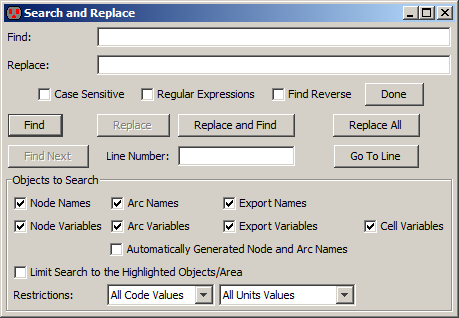 Search and Replace
Find:
Replace:
Case Sensitive Regular Expressions Find Reverse Done
Find Replace Replace and Find Replace All
Find Next Line Number: Go To Line
Objects to Search
Node Names Arc Names Export Names
Node Variables Arc Variables Export Variables Cell Variables
Automatically Generated Node and Arc Names
Limit Search to the Highlighted Objects/Area
Restrictions: All Code Values All Units Values